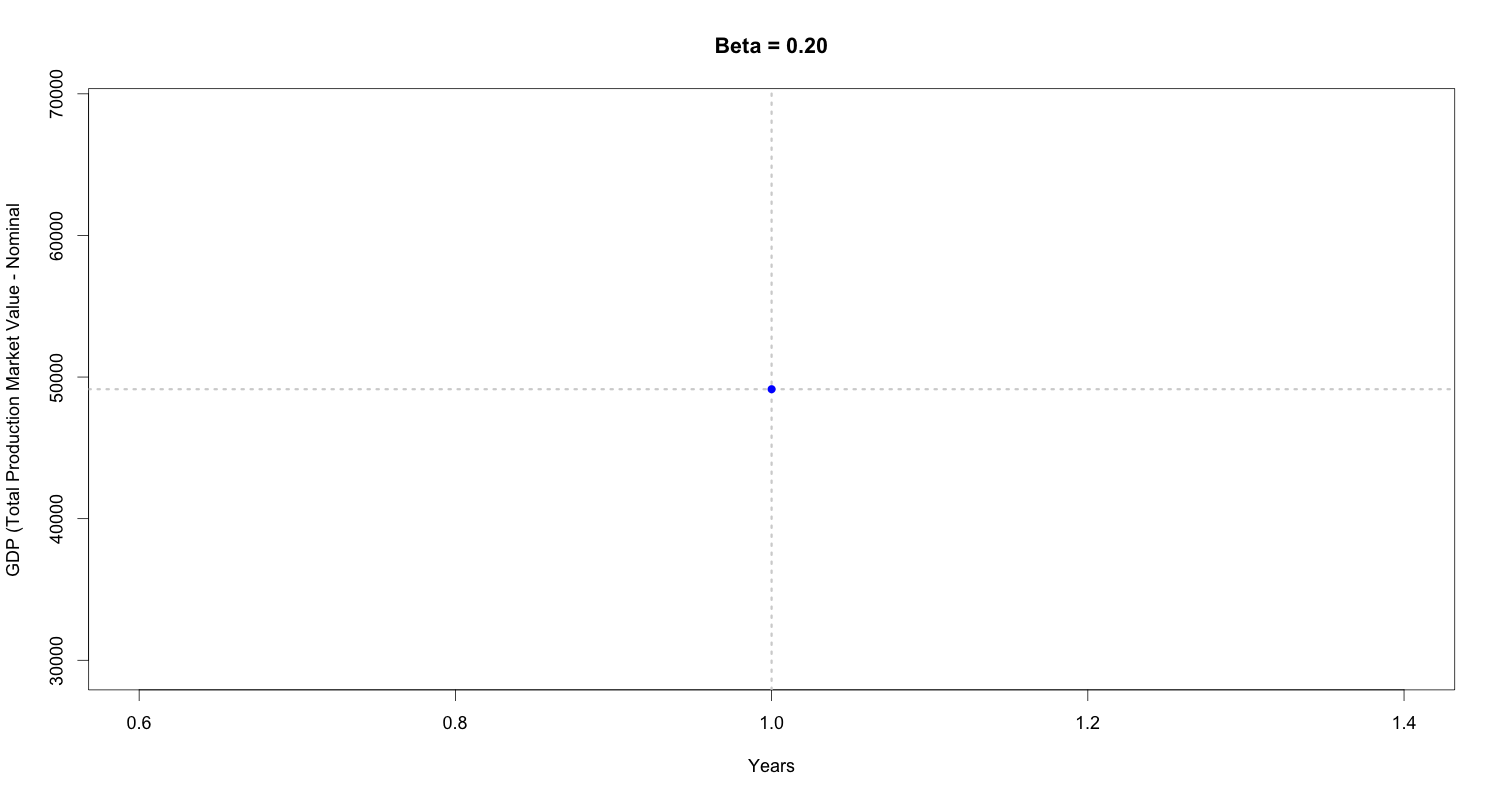 Beta = 0.20
GDP (Total Production Market Value - Nominal
70000
60000
50000
40000
30000
0.6 0.8 1.0 1.2 1.4
Years